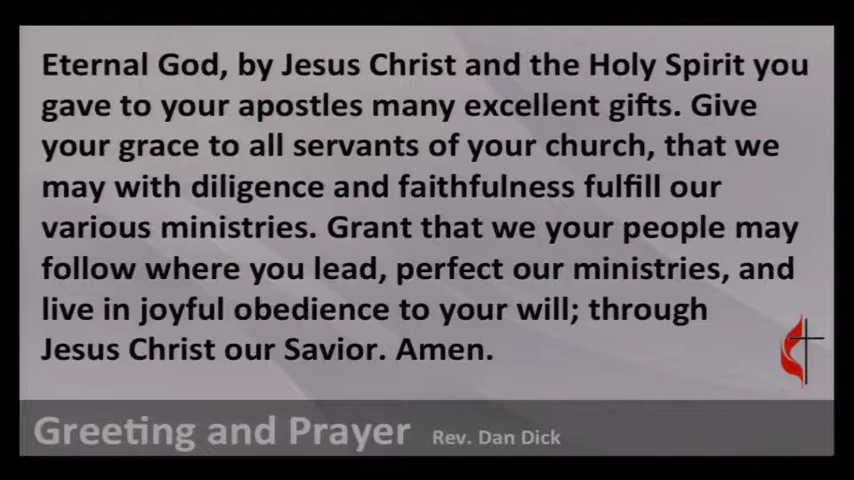 Eternal God, by Jesus Christ and the Holy Spirit you
gave to your apostles many excellent gifts. Give
your grace to all servants of your church, that we
may with diligence and faithfulness fulfill our
various ministries. Grant that we your people may
follow where you lead, perfect our ministries, and
live in joyful obedience to your will; through
Jesus Christ our Savior. Amen.
Greeting and Prayer Rev. Dan Dick